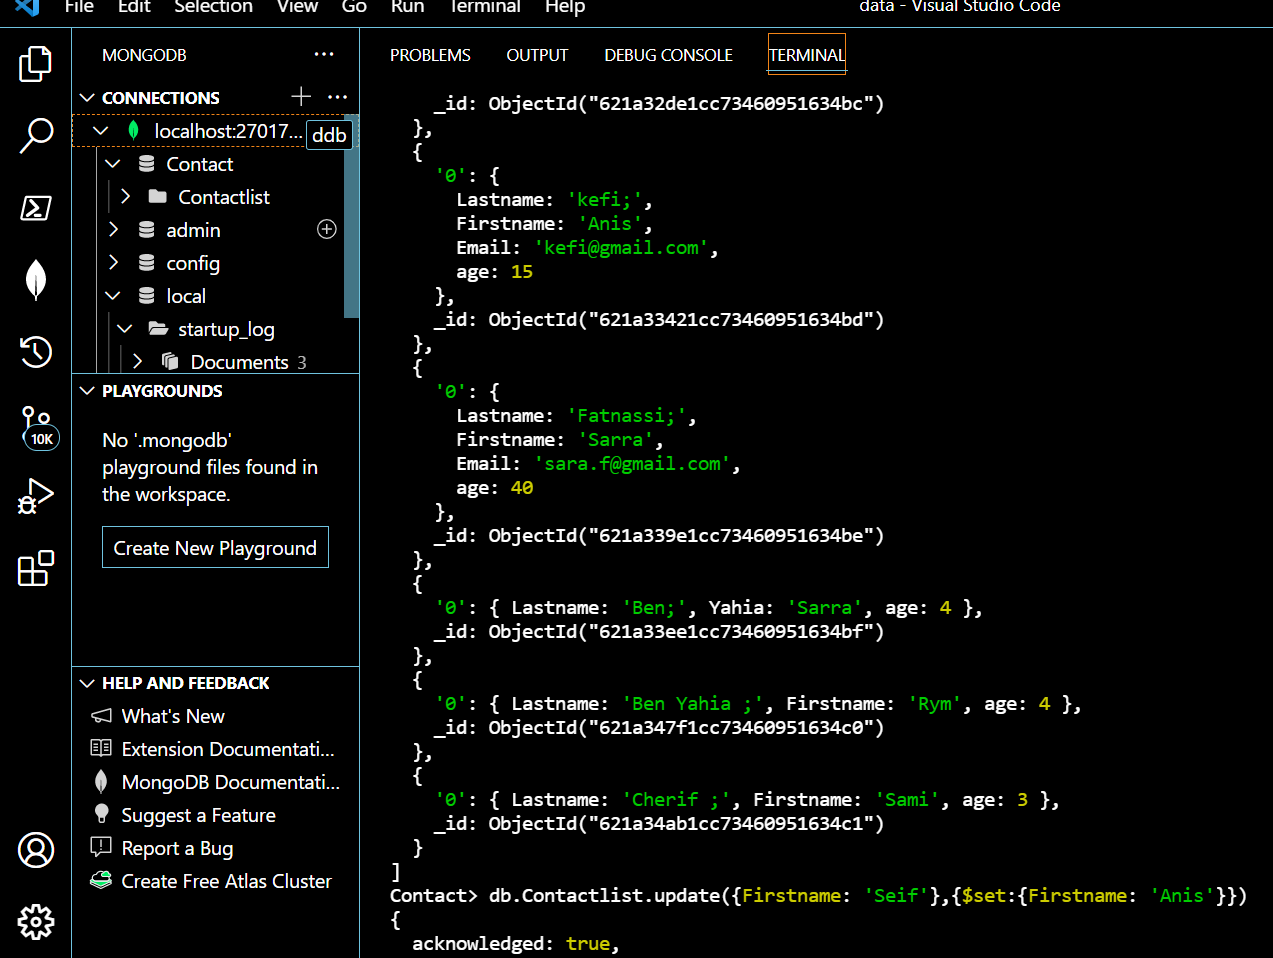 File Edit Selection View Go Run Terminal Help data - Visual Studio Code
MONGODB ···
CONNECTIONS
localhost:27017... ddb
Contact
Contactlist
admin
config
local
startup_log
Documents 3
PLAYGROUNDS
No '.mongodb'
playground files found in
the workspace.
Create New Playground
10K
HELP AND FEEDBACK
What's New
Extension Documentati...
MongoDB Documentati...
Suggest a Feature
Report a Bug
Create Free Atlas Cluster
PROBLEMS OUTPUT DEBUG CONSOLE TERMINAL
_id: ObjectId("621a32de1cc73460951634bc")
},
{
'0': {
Lastname: 'kefi;',
Firstname: 'Anis',
Email: 'kefi@gmail.com',
age: 15
},
_id: ObjectId("621a33421cc73460951634bd")
},
{
'0': {
Lastname: 'Fatnassi;',
Firstname: 'Sarra',
Email: 'sara.f@gmail.com',
age: 40
},
_id: ObjectId("621a339e1cc73460951634be")
},
{
'0': { Lastname: 'Ben;', Yahia: 'Sarra', age: 4 },
_id: ObjectId("621a33ee1cc73460951634bf")
},
{
'0': { Lastname: 'Ben Yahia ;', Firstname: 'Rym', age: 4 },
_id: ObjectId("621a347f1cc73460951634c0")
},
{
'0': { Lastname: 'Cherif ;', Firstname: 'Sami', age: 3 },
_id: ObjectId("621a34ab1cc73460951634c1")
}
]
Contact> db.Contactlist.update({Firstname: 'Seif'},{$set:{Firstname: 'Anis'}})
{
acknowledged: true,